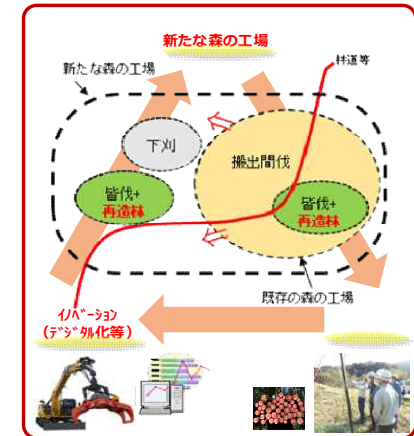 新たな森の工場
新たな森の工場
林道等
下刈
搬出間伐
皆伐+
再造林
皆伐+
再造林
既存の森の工場
ｲﾉﾍﾞｰｼｮﾝ
(ﾃﾞｼﾞﾀﾙ化等)